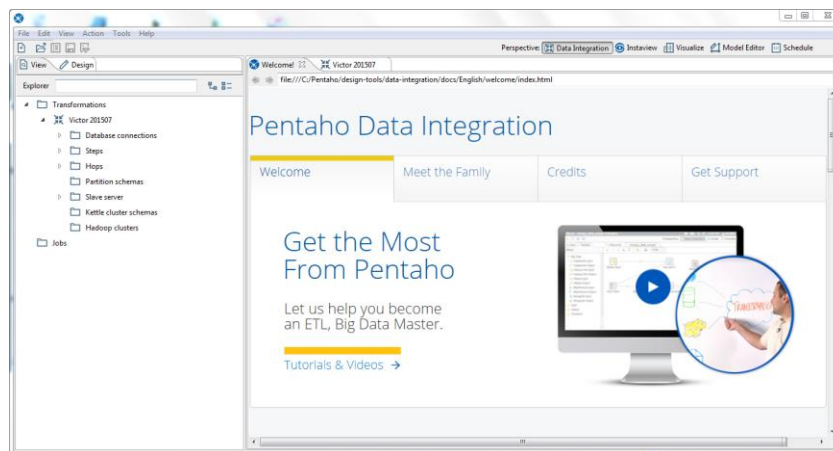 File Edit View Action Tools Help
Perspective: Data Integration Instaview Visualize Model Editor Schedule
View Design
Welcome! Victor 201507
Explorer
file:///C:/Pentaho/design-tools/data-integration/docs/English/welcome/index.html
Transformations
Victor 201507
Database connections
Steps
Hops
Partition schemas
Slave server
Kettle cluster schemas
Hadoop clusters
Jobs
Pentaho Data Integration
Welcome Meet the Family Credits Get Support
Get the Most
From Pentaho
Let us help you become
an ETL, Big Data Master.
Tutorials & Videos →